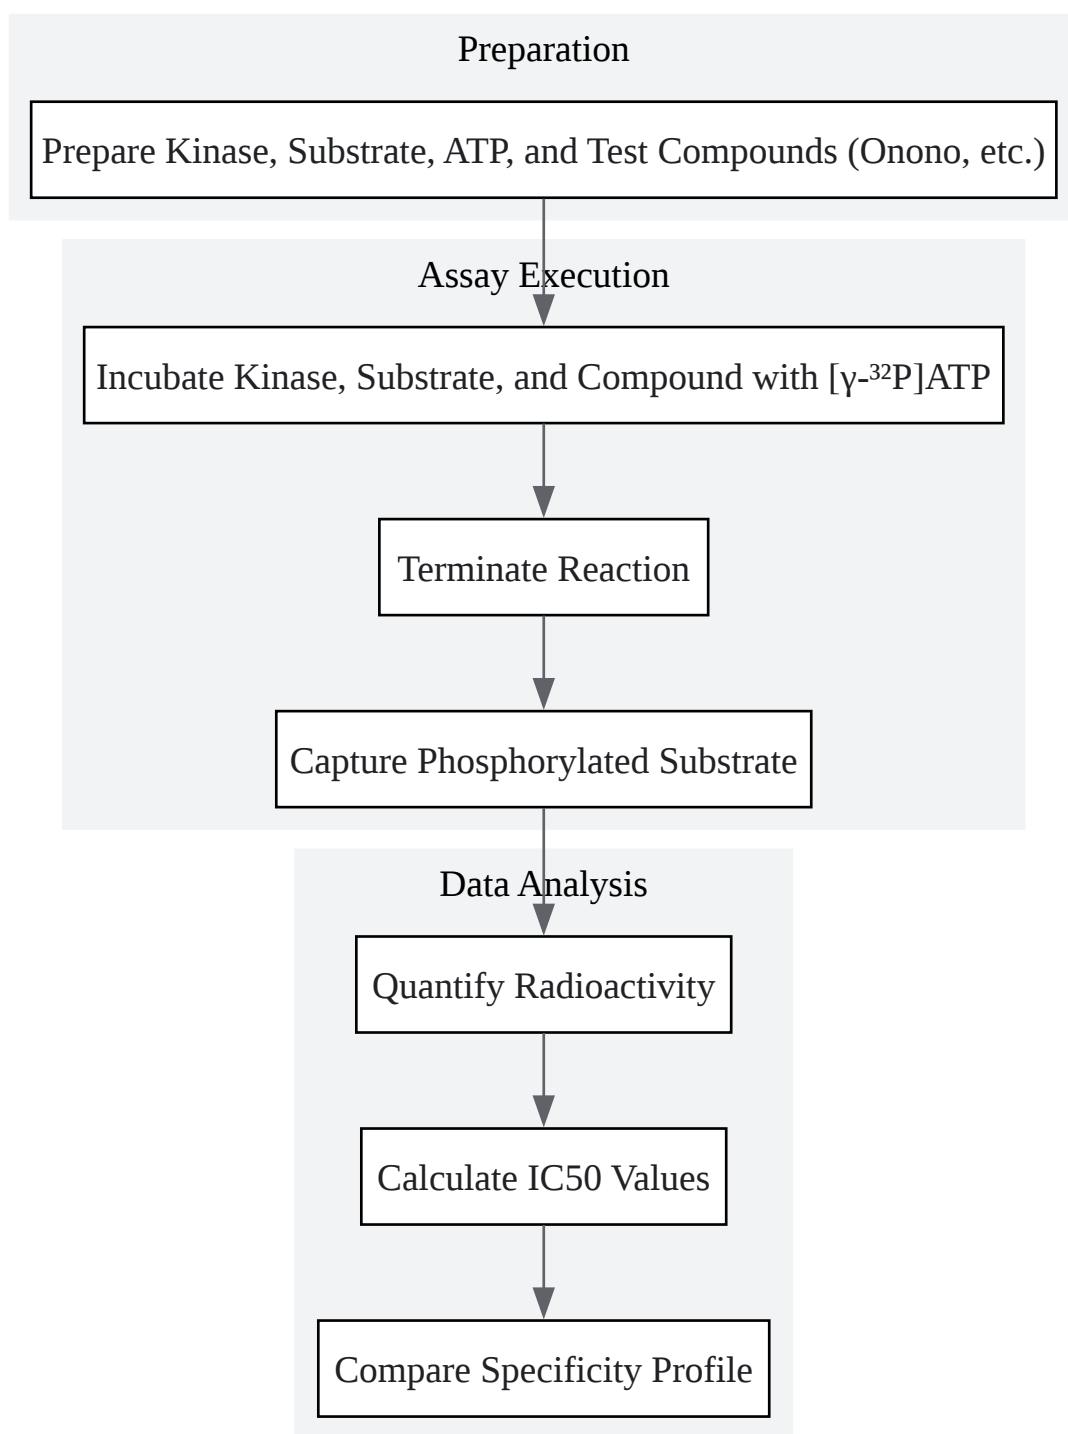 Preparation
Prepare Kinase, Substrate, ATP, and Test Compounds (Onono, etc.)
Assay Execution
Incubate Kinase, Substrate, and Compound with [γ-³²P]ATP
Terminate Reaction
Capture Phosphorylated Substrate
Data Analysis
Quantify Radioactivity
Calculate IC50 Values
Compare Specificity Profile